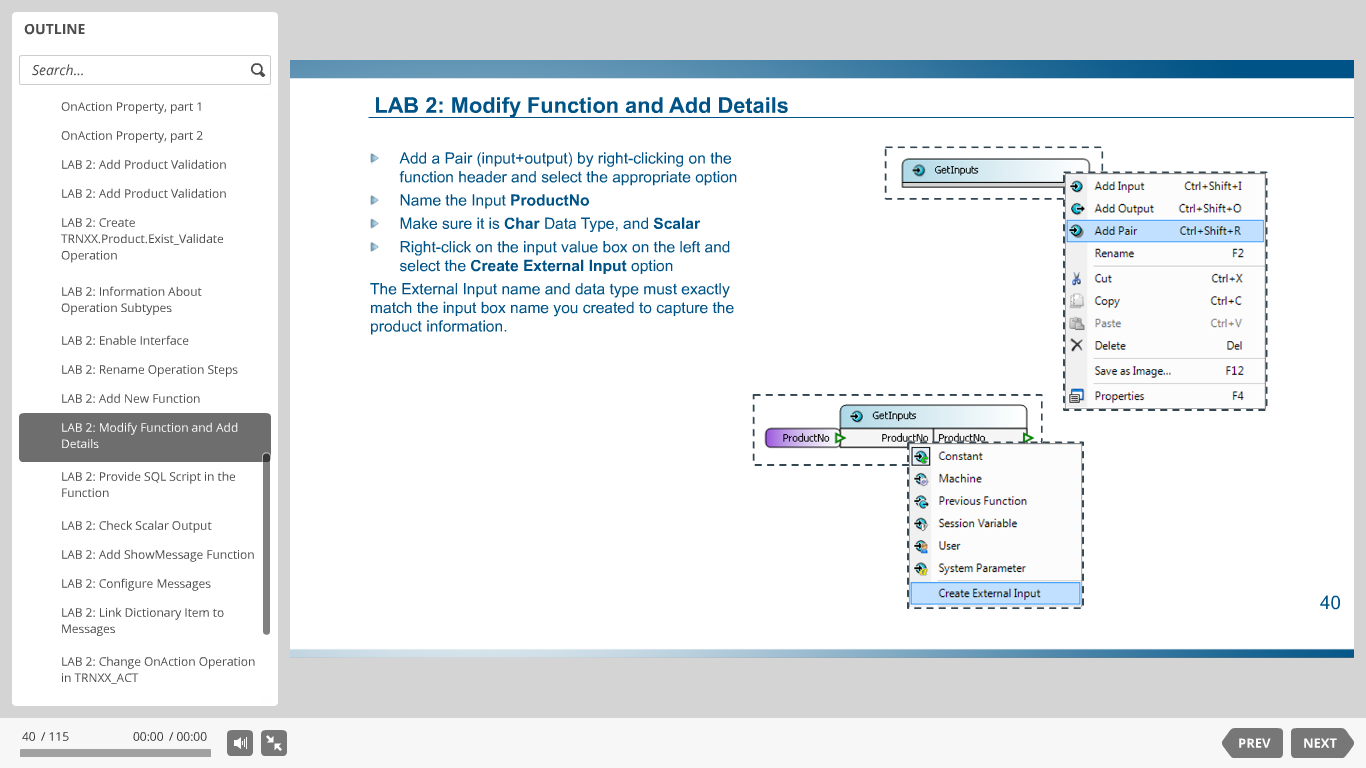 OUTLINE
Search...
OnAction Property, part 1
OnAction Property, part 2
LAB 2: Add Product Validation
LAB 2: Add Product Validation
LAB 2: Create
TRNXX.Product.Exist_Validate
Operation
LAB 2: Information About
Operation Subtypes
LAB 2: Enable Interface
LAB 2: Rename Operation Steps
LAB 2: Add New Function
LAB 2: Modify Function and Add
Details
LAB 2: Provide SQL Script in the
Function
LAB 2: Check Scalar Output
LAB 2: Add ShowMessage Function
LAB 2: Configure Messages
LAB 2: Link Dictionary Item to
Messages
LAB 2: Change OnAction Operation
in TRNXX_ACT
LAB 2: Modify Function and Add Details
Add a Pair (input+output) by right-clicking on the
function header and select the appropriate option
Name the Input ProductNo
Make sure it is Char Data Type, and Scalar
Right-click on the input value box on the left and
select the Create External Input option
The External Input name and data type must exactly
match the input box name you created to capture the
product information.
GetInputs
Add Input Ctrl+Shift+I
Add Output Ctrl+Shift+O
Add Pair Ctrl+Shift+R
Rename F2
Cut Ctrl+X
Copy Ctrl+C
Paste Ctrl+V
Delete Del
Save as Image... F12
Properties F4
GetInputs
ProductNo ProductNo ProductNo
Constant
Machine
Previous Function
Session Variable
User
System Parameter
Create External Input
40
40 / 115 00:00 / 00:00
PREV NEXT